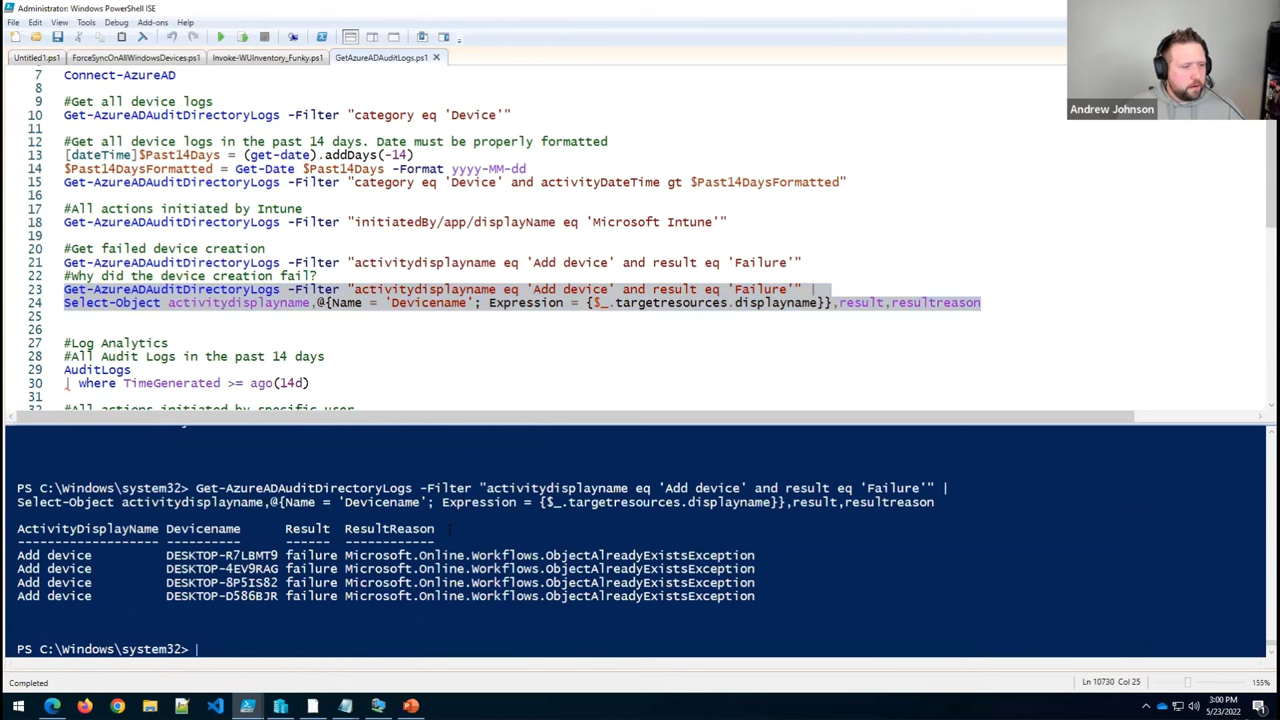 Administrator: Windows PowerShell ISE
File Edit View Tools Debug Add-ons Help
Untitled1.ps1 ForceSyncOnAllWindowsDevices.ps1 Invoke-WUInventory_Funky.ps1 GetAzureADAuditLogs.ps1 X
Andrew Johnson
7 Connect-AzureAD
8
9 #Get all device logs
10 Get-AzureADAuditDirectoryLogs -Filter "category eq 'Device'"
11
12 #Get all device logs in the past 14 days. Date must be properly formatted
13 [dateTime]$Past14Days = (get-date).addDays(-14)
14 $Past14DaysFormatted = Get-Date $Past14Days -Format yyyy-MM-dd
15 Get-AzureADAuditDirectoryLogs -Filter "category eq 'Device' and activityDateTime gt $Past14DaysFormatted"
16
17 #All actions initiated by Intune
18 Get-AzureADAuditDirectoryLogs -Filter "initiatedBy/app/displayName eq 'Microsoft Intune'"
19
20 #Get failed device creation
21 Get-AzureADAuditDirectoryLogs -Filter "activitydisplayname eq 'Add device' and result eq 'Failure'"
22 #Why did the device creation fail?
23 Get-AzureADAuditDirectoryLogs -Filter "activitydisplayname eq 'Add device' and result eq 'Failure'" |
24 Select-Object activitydisplayname,@{Name = 'Devicename'; Expression = {$_.targetresources.displayname}},result,resultreason
25
26
27 #Log Analytics
28 #All Audit Logs in the past 14 days
29 AuditLogs
30 | where TimeGenerated >= ago(14d)
31
32 #All actions initiated by specific user
PS C:\Windows\system32> Get-AzureADAuditDirectoryLogs -Filter "activitydisplayname eq 'Add device' and result eq 'Failure'" |
Select-Object activitydisplayname,@{Name = 'Devicename'; Expression = {$_.targetresources.displayname}},result,resultreason
ActivityDisplayName Devicename Result ResultReason
------------------- ---------- ------ ------------
Add device DESKTOP-R7LBMT9 failure Microsoft.Online.Workflows.ObjectAlreadyExistsException
Add device DESKTOP-4EV9RAG failure Microsoft.Online.Workflows.ObjectAlreadyExistsException
Add device DESKTOP-8P5IS82 failure Microsoft.Online.Workflows.ObjectAlreadyExistsException
Add device DESKTOP-D586BJR failure Microsoft.Online.Workflows.ObjectAlreadyExistsException
PS C:\Windows\system32>
Completed Ln 10730 Col 25 155%
3:00 PM
5/23/2022